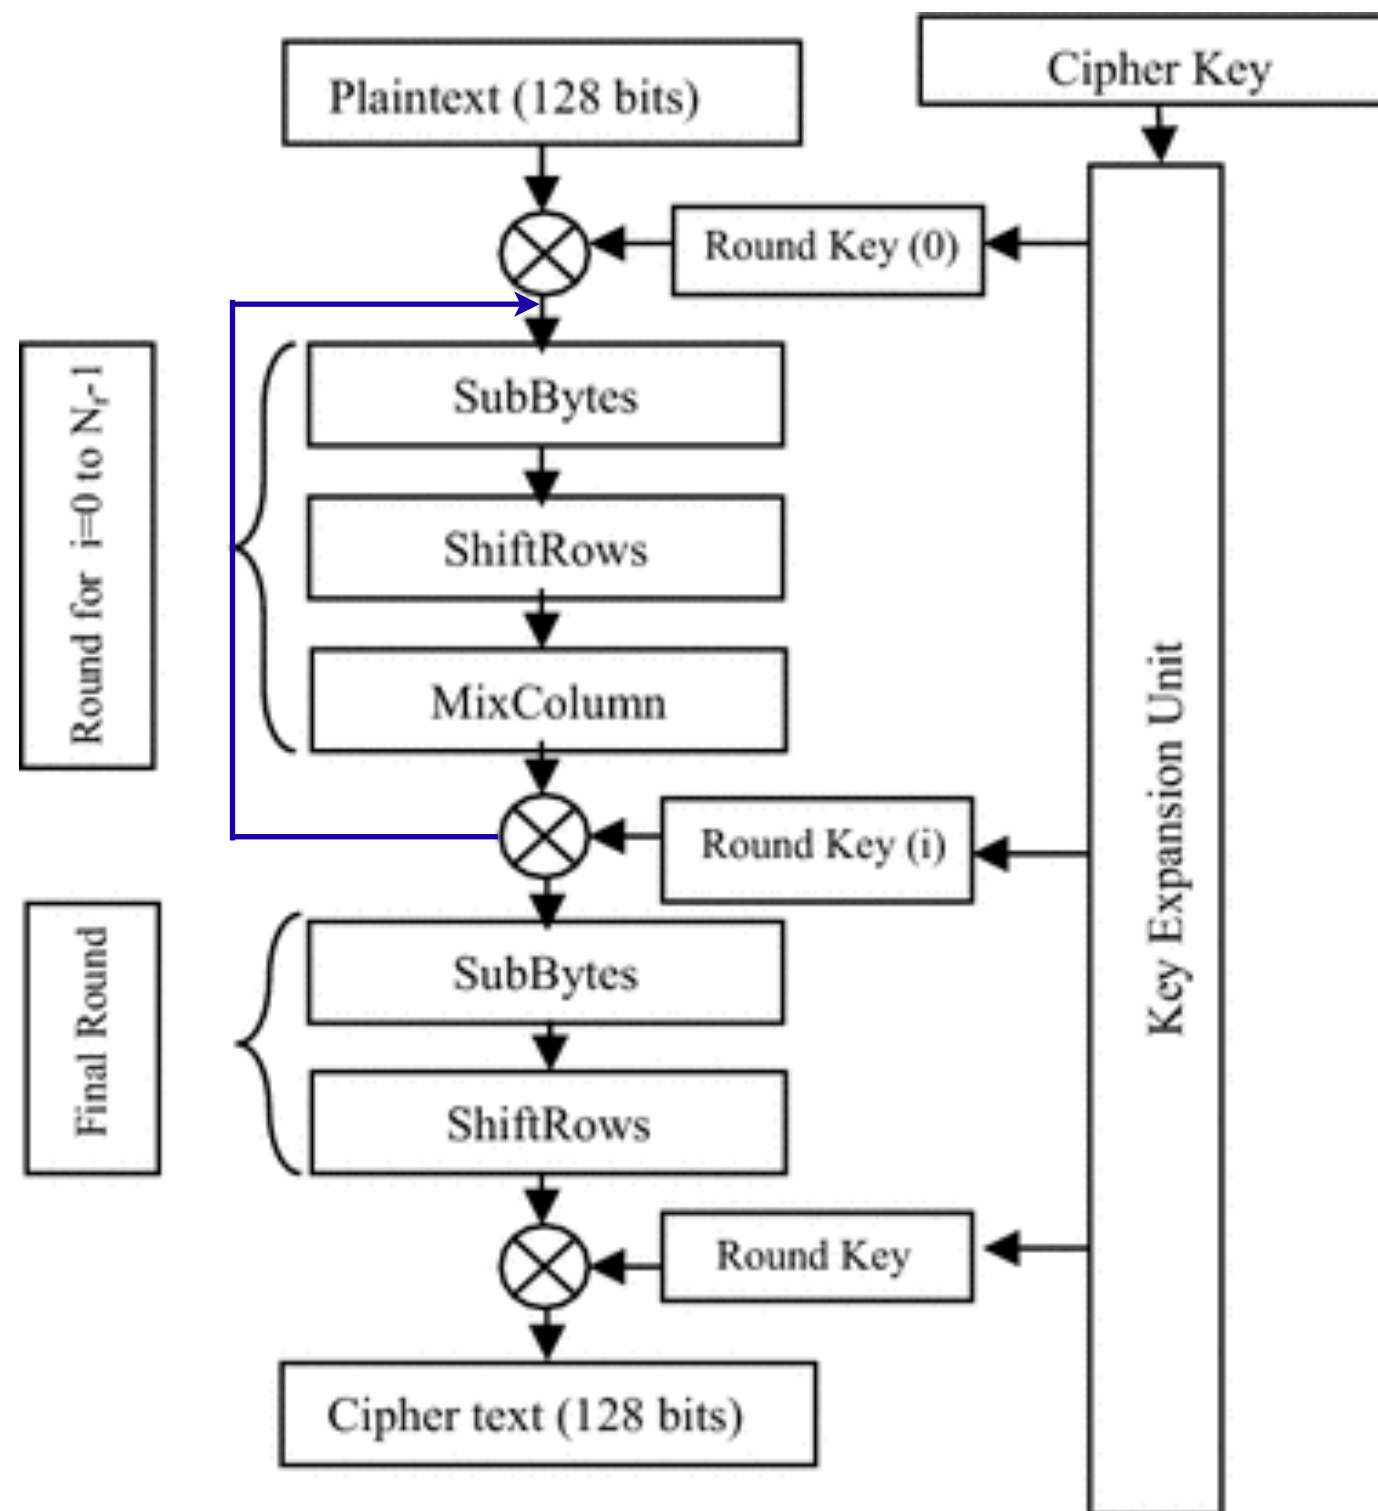 Plaintext (128 bits)
Cipher Key
Round Key (0)
Round for i=0 to Nr-1
SubBytes
ShiftRows
MixColumn
Round Key (i)
Key Expansion Unit
Final Round
SubBytes
ShiftRows
Round Key
Cipher text (128 bits)